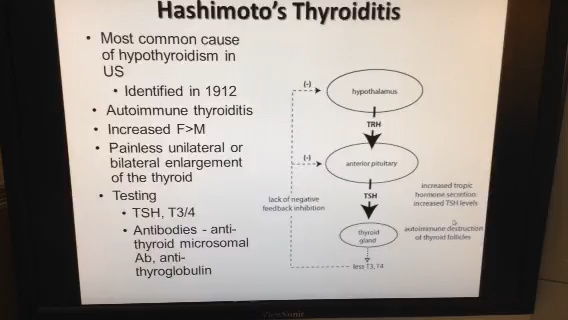 Hashimoto's Thyroiditis
• Most common cause
of hypothyroidism in
US
• Identified in 1912
• Autoimmune thyroiditis
• Increased F>M
• Painless unilateral or
bilateral enlargement
of the thyroid
• Testing
• TSH, T3/4
• Antibodies - anti-
thyroid microsomal
Ab, anti-
thyroglobulin
(-)
hypothalamus
TRH
(-)
anterior pituitary
TSH
lack of negative
feedback inhibition
increased tropic
hormone secretion:
increased TSH levels
thyroid
gland
autoimmune destruction
of thyroid follicles
less T3, T4
ViewSonic